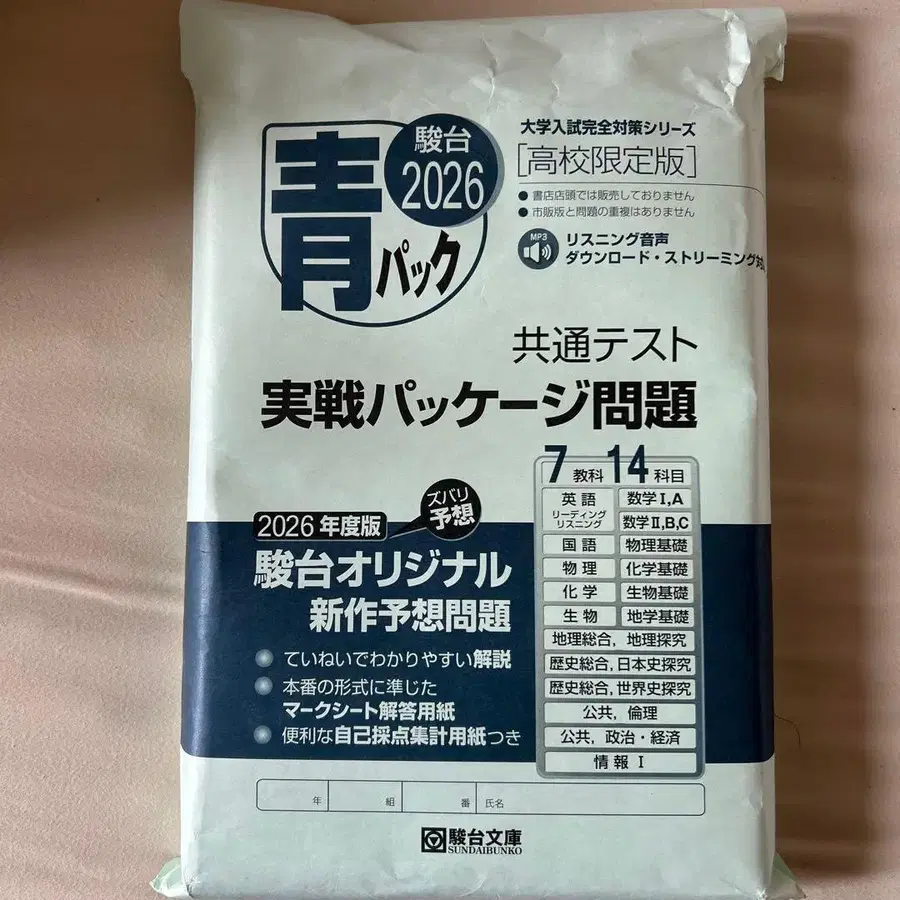 大学入試完全対策シリーズ
[高校限定版]
● 書店店頭では販売しておりません
● 市販版と問題の重複はありません
MP3
リスニング音声
ダウンロード・ストリーミング対
駿台
2026
青パック
共通テスト
実戦パッケージ問題
7教科14科目
英語
リーディング
リスニング
数学Ⅰ,A
数学Ⅱ,B,C
国語
物理基礎
物理
化学基礎
化学
生物基礎
生物
地学基礎
地理総合, 地理探究
歴史総合, 日本史探究
歴史総合, 世界史探究
公共, 倫理
公共, 政治・経済
情報Ⅰ
ズバリ
予想
2026年度版
駿台オリジナル
新作予想問題
● ていねいでわかりやすい解説
● 本番の形式に準じた
マークシート解答用紙
● 便利な自己採点集計用紙つき
年 組 番 氏名
駿台文庫
SUNDAIBUNKO